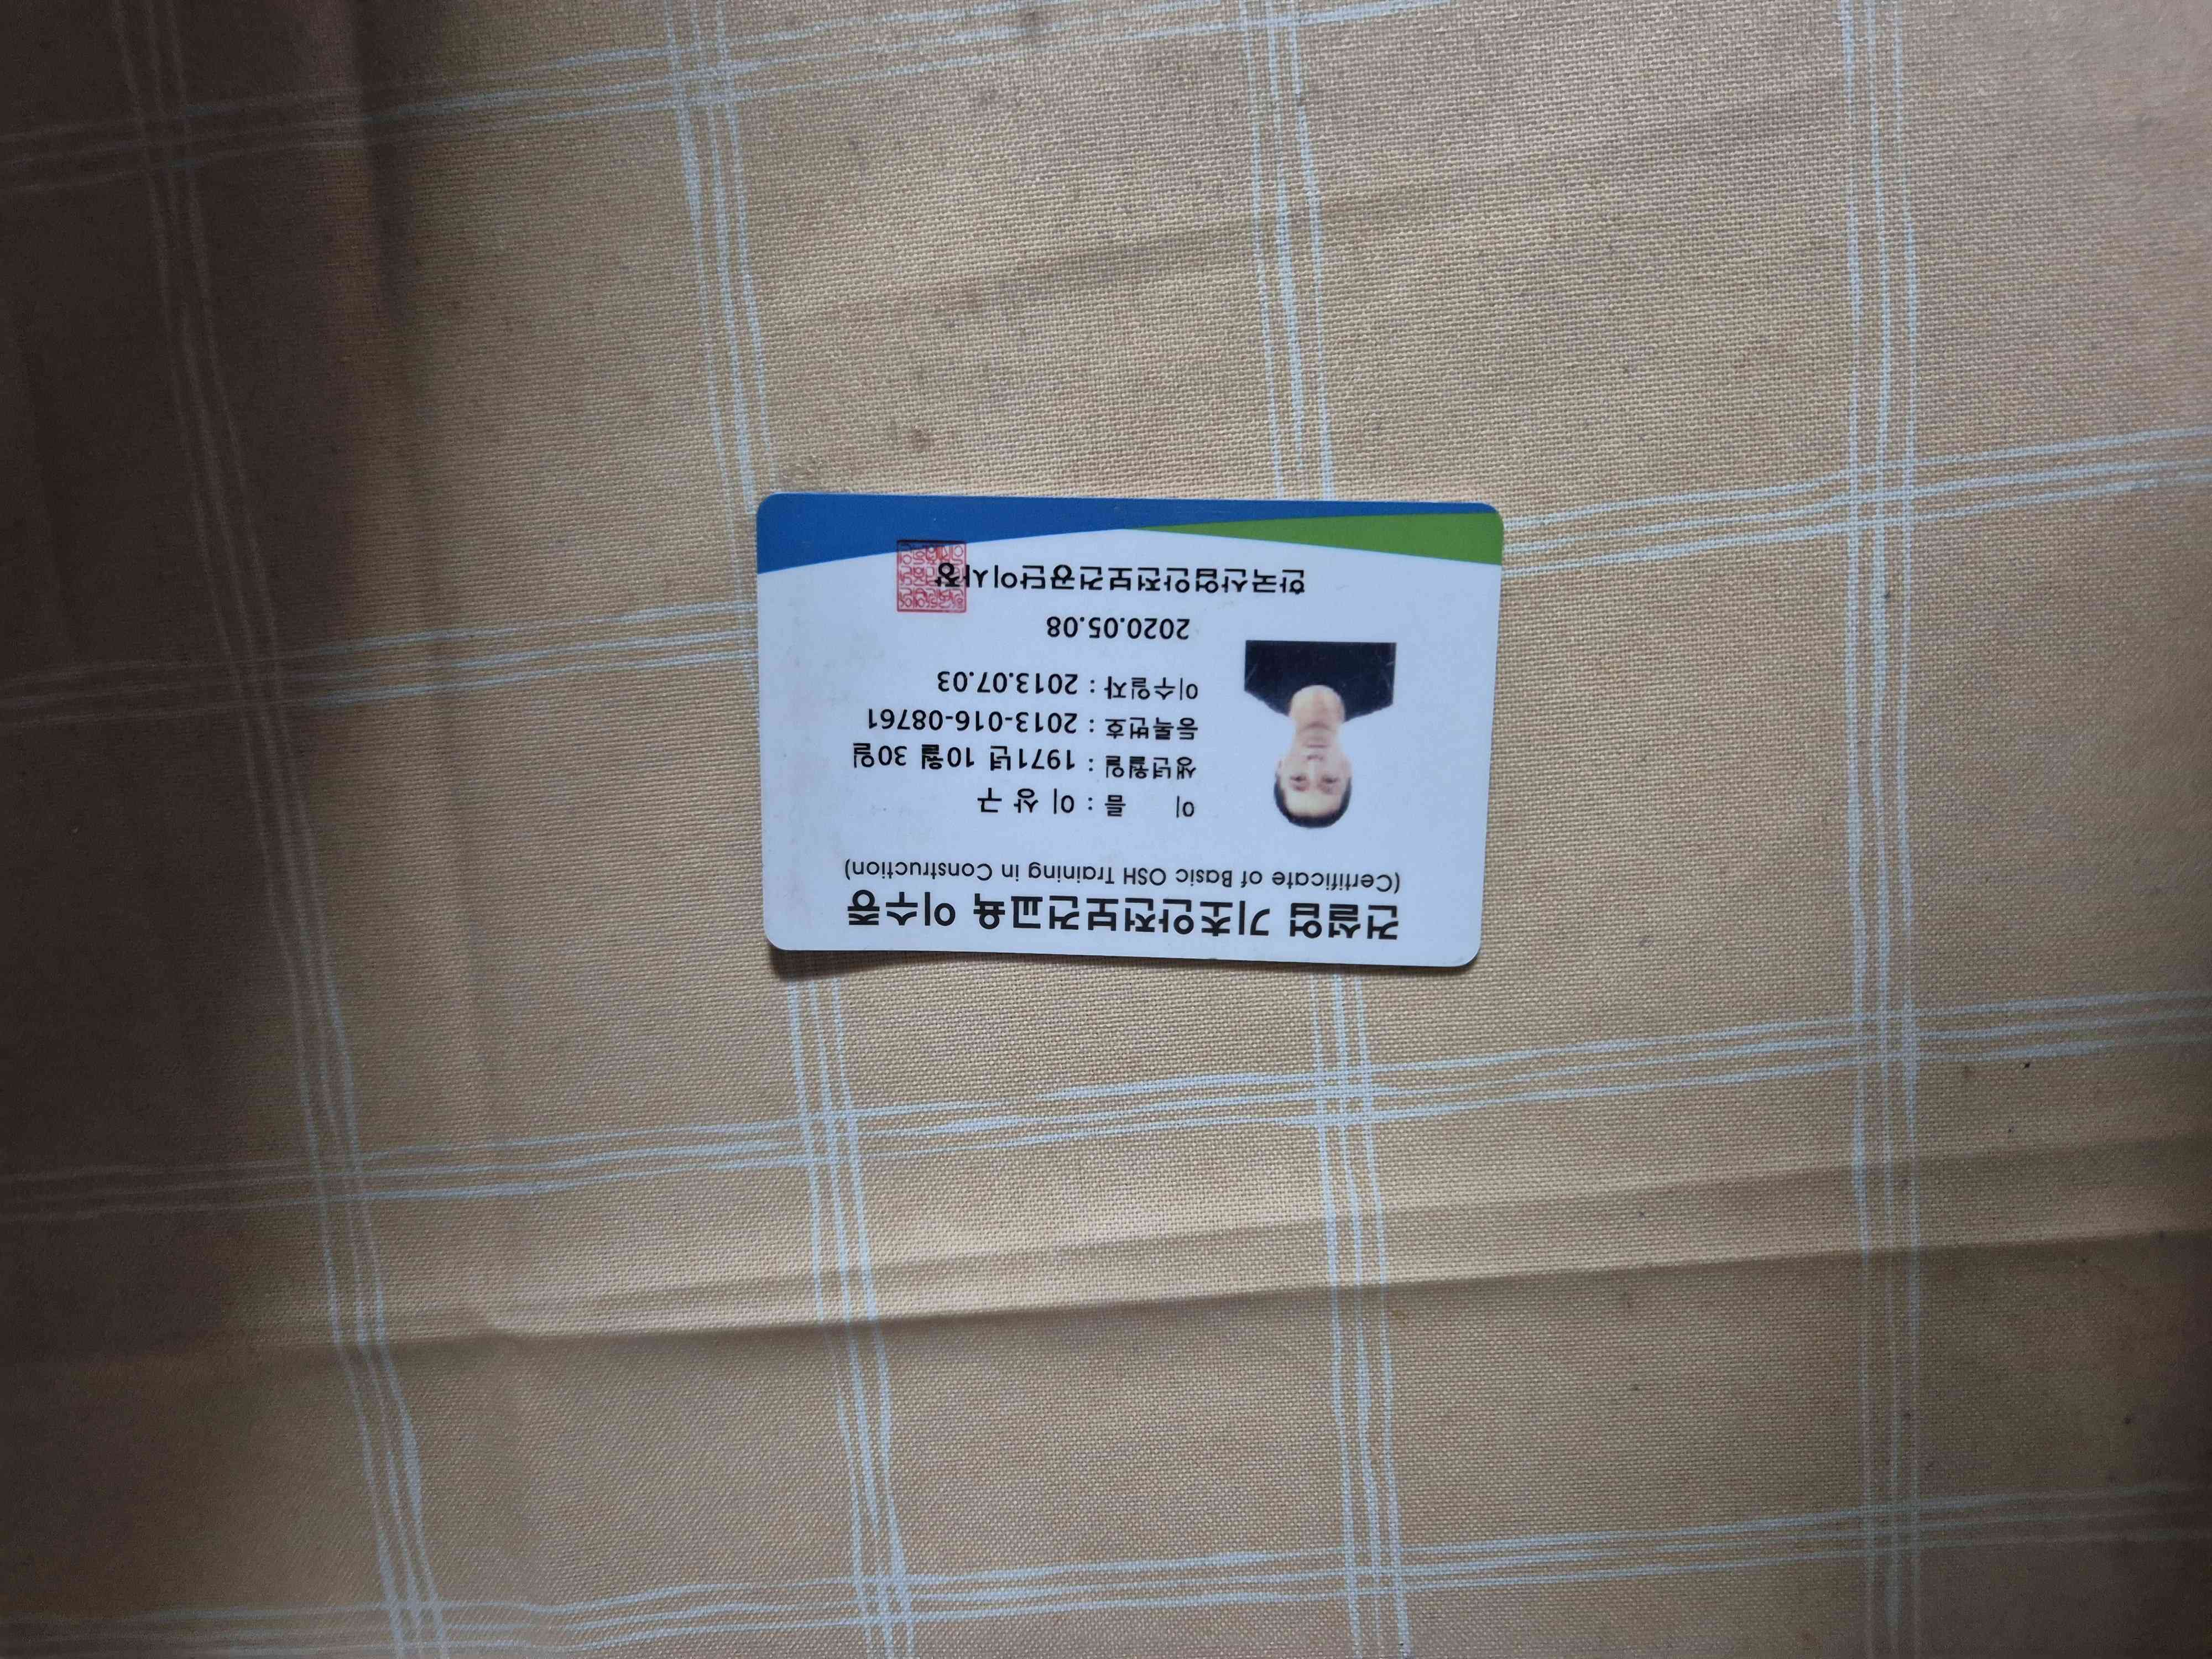 건설업 기초안전보건교육 이수증
(Certificate of Basic OSH Training in Construction)
이 름 : 이 상 구
생년월일 : 1971년 10월 30일
등록번호 : 2013-016-08761
이수일자 : 2013.07.03
2020.05.08
한국산업안전보건공단이사장